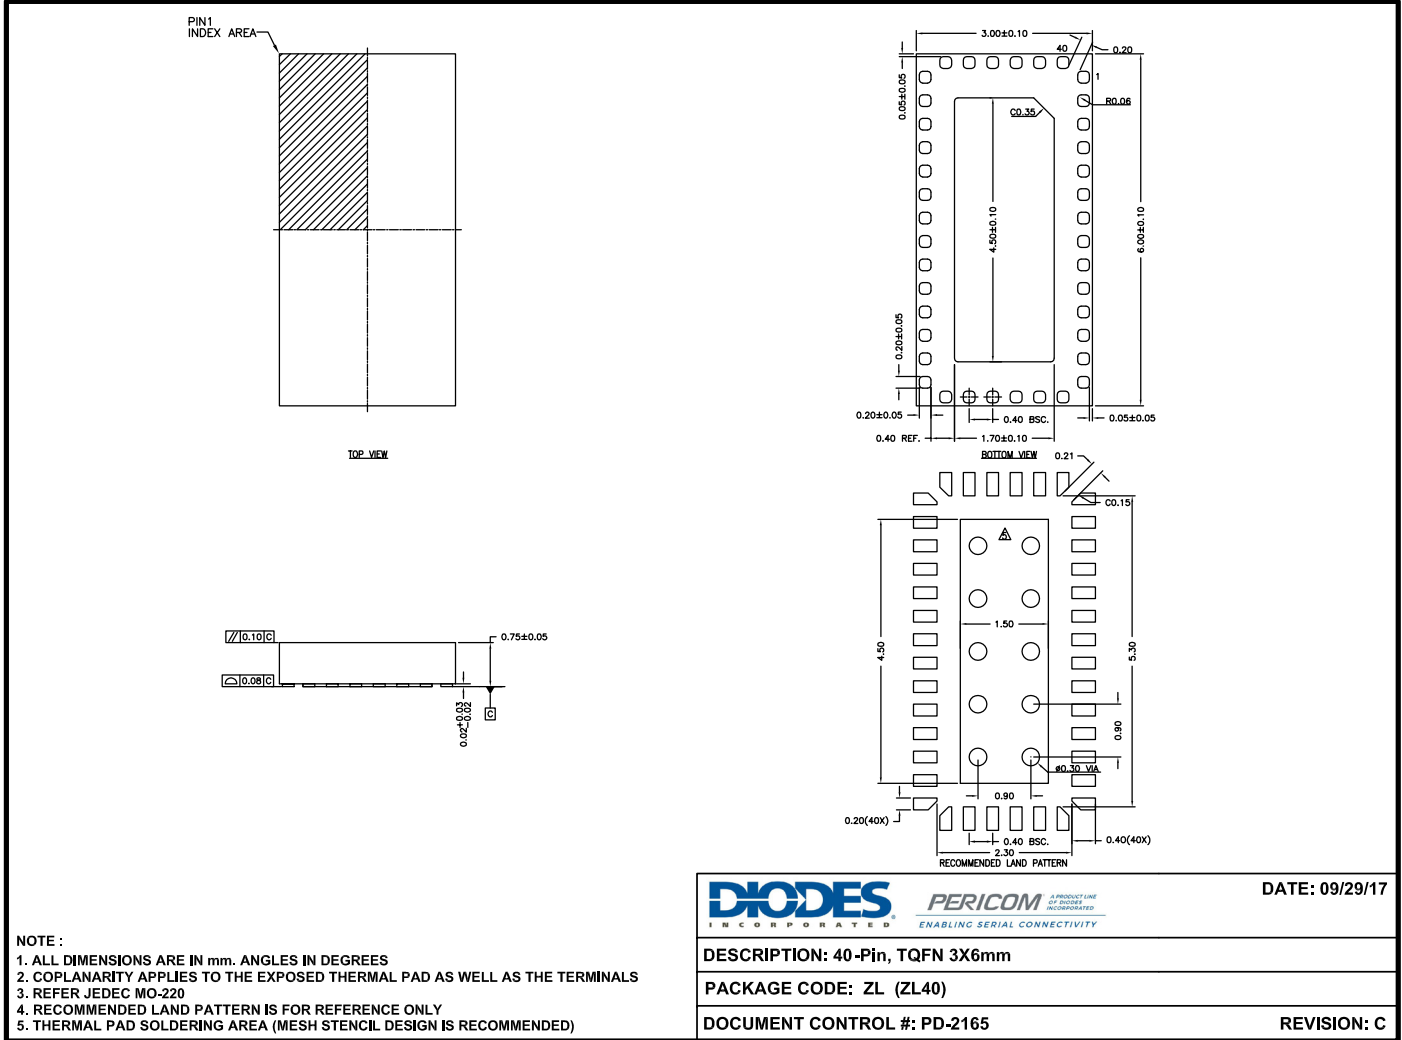 PIN1
INDEX AREA
TOP VIEW
3.00±0.10
40
0.20
1
0.05±0.05
R0.06
C0.35
4.50±0.10
6.00±0.10
0.20±0.05
0.20±0.05
0.40 BSC.
0.05±0.05
0.40 REF.
1.70±0.10
BOTTOM VIEW
0.21
C0.15
5
1.50
4.50
5.30
0.90
ø0.30 VIA
0.90
0.20(40X)
0.40 BSC.
0.40(40X)
2.30
RECOMMENDED LAND PATTERN
// 0.10 C
0.75±0.05
0.08 C
C
0.02+0.03
-0.02
NOTE :
1. ALL DIMENSIONS ARE IN mm. ANGLES IN DEGREES
2. COPLANARITY APPLIES TO THE EXPOSED THERMAL PAD AS WELL AS THE TERMINALS
3. REFER JEDEC MO-220
4. RECOMMENDED LAND PATTERN IS FOR REFERENCE ONLY
5. THERMAL PAD SOLDERING AREA (MESH STENCIL DESIGN IS RECOMMENDED)
DIODES
INCORPORATED
PERICOM
A PRODUCT LINE
OF DIODES
INCORPORATED
ENABLING SERIAL CONNECTIVITY
DATE: 09/29/17
DESCRIPTION: 40-Pin, TQFN 3X6mm
PACKAGE CODE: ZL (ZL40)
DOCUMENT CONTROL #: PD-2165
REVISION: C